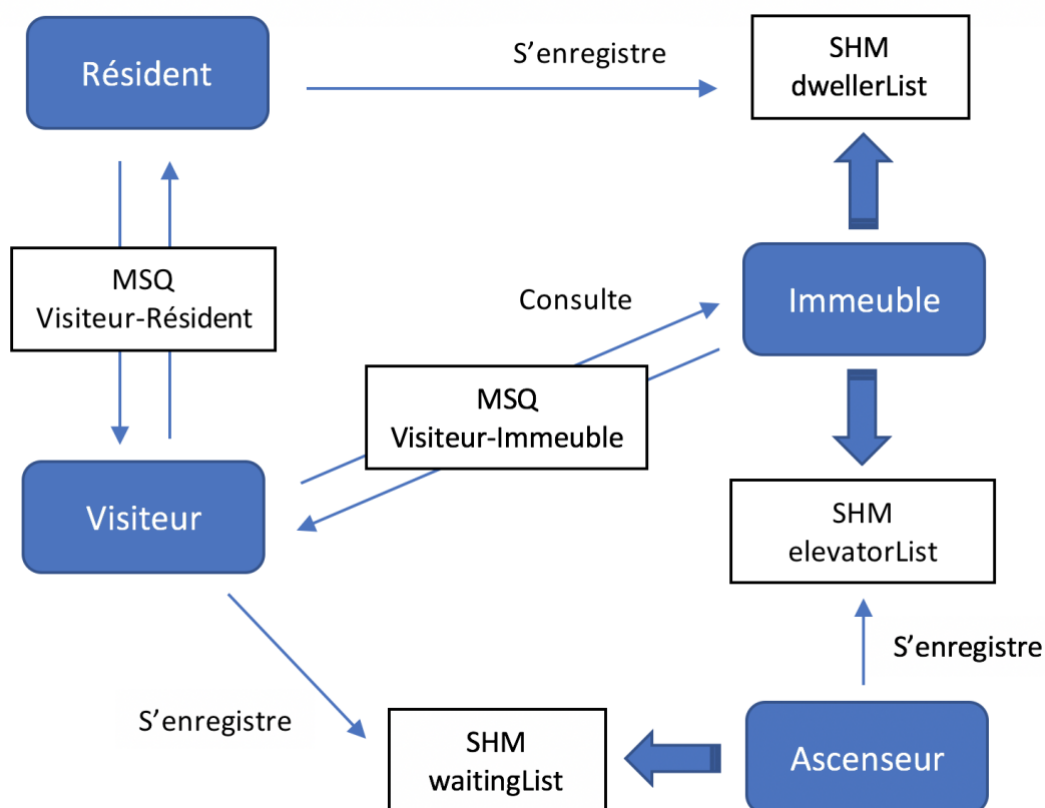 Résident
S’enregistre
SHM
dwellerList
MSQ
Visiteur-Résident
Consulte
Immeuble
MSQ
Visiteur-Immeuble
Visiteur
SHM
elevatorList
S’enregistre
S’enregistre
SHM
waitingList
Ascenseur